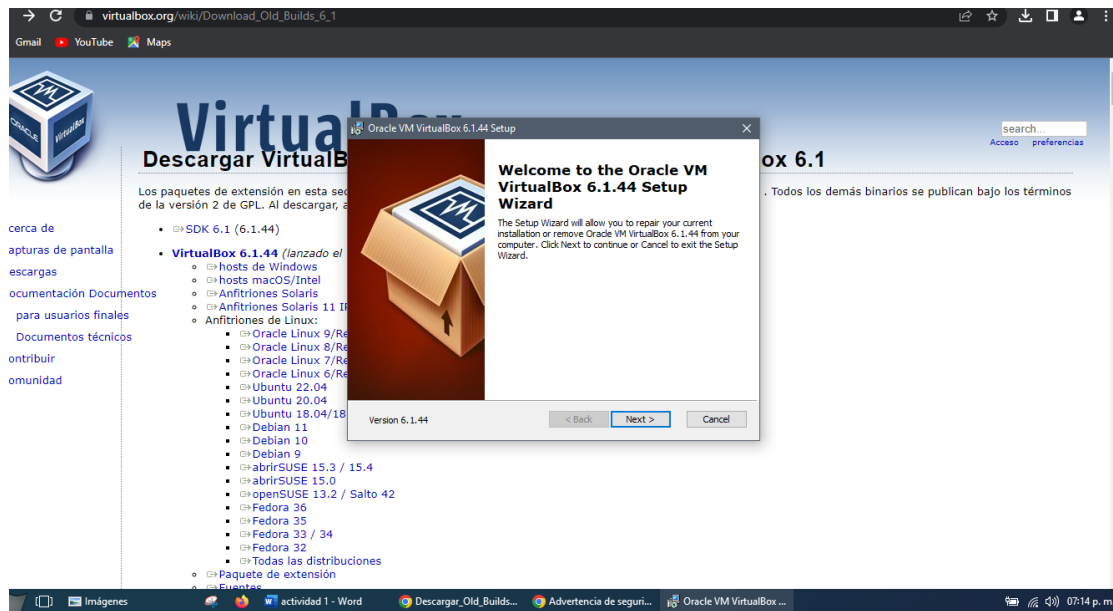 virtualbox.org/wiki/Download_Old_Builds_6_1
Gmail YouTube Maps
ORACLE
VirtualBox
search...
Acceso preferencias
Descargar VirtualB
ox 6.1
Los paquetes de extensión en esta sec
. Todos los demás binarios se publican bajo los términos
de la versión 2 de GPL. Al descargar, a
cerca de
apturas de pantalla
escargas
ocumentación Documentos
para usuarios finales
Documentos técnicos
ontribuir
omunidad
SDK 6.1 (6.1.44)
VirtualBox 6.1.44 (lanzado el
hosts de Windows
hosts macOS/Intel
Anfitriones Solaris
Anfitriones Solaris 11 IP
Anfitriones de Linux:
Oracle Linux 9/Re
Oracle Linux 8/Re
Oracle Linux 7/Re
Oracle Linux 6/Re
Ubuntu 22.04
Ubuntu 20.04
Ubuntu 18.04/18
Debian 11
Debian 10
Debian 9
abrirSUSE 15.3 / 15.4
abrirSUSE 15.0
openSUSE 13.2 / Salto 42
Fedora 36
Fedora 35
Fedora 33 / 34
Fedora 32
Todas las distribuciones
Paquete de extensión
Fuentes
Oracle VM VirtualBox 6.1.44 Setup
Welcome to the Oracle VM
VirtualBox 6.1.44 Setup
Wizard
The Setup Wizard will allow you to repair your current
installation or remove Oracle VM VirtualBox 6.1.44 from your
computer. Click Next to continue or Cancel to exit the Setup
Wizard.
Version 6.1.44
< Back Next > Cancel
Imágenes actividad 1 - Word Descargar_Old_Builds... Advertencia de seguri... Oracle VM VirtualBox ... 07:14 p. m